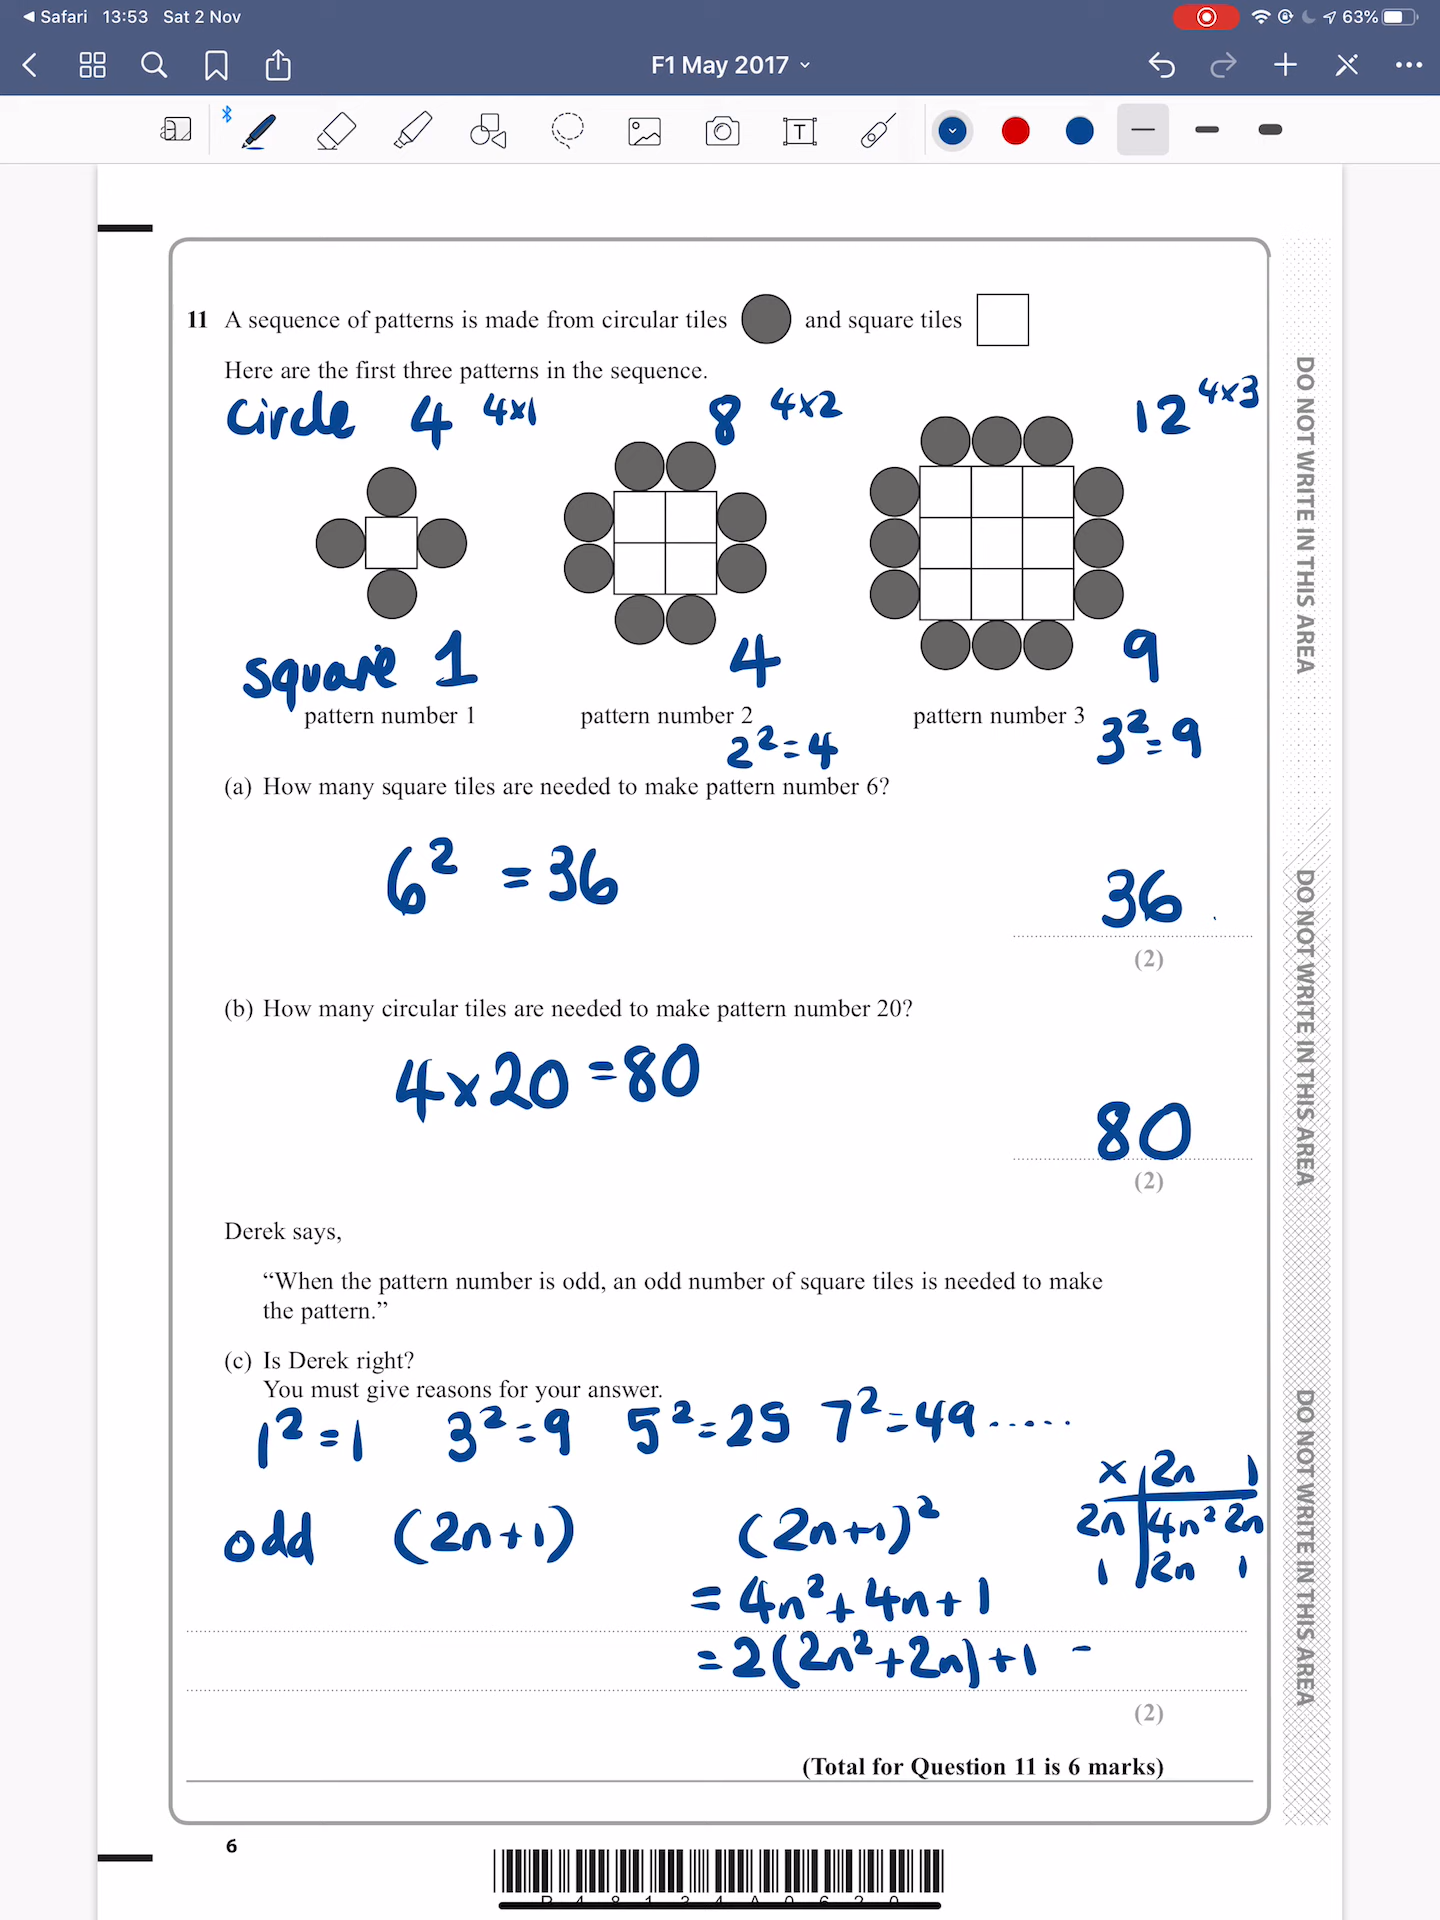 ◀ Safari 13:53 Sat 2 Nov 63%
F1 May 2017
T
11 A sequence of patterns is made from circular tiles and square tiles
Here are the first three patterns in the sequence.
Circle 4 4x1 8 4x2 12 4x3
square 1 4 9
pattern number 1 pattern number 2 pattern number 3
2²=4 3²=9
(a) How many square tiles are needed to make pattern number 6?
6² = 36
36
(2)
(b) How many circular tiles are needed to make pattern number 20?
4x20 = 80
80
(2)
Derek says,
“When the pattern number is odd, an odd number of square tiles is needed to make
the pattern.”
(c) Is Derek right?
You must give reasons for your answer.
1²=1 3²=9 5²=25 7²=49.....
x 2n 1
2n 4n² 2n
1 2n 1
odd (2n+1) (2n+1)²
= 4n²+4n+1
= 2(2n²+2n)+1 -
(2)
(Total for Question 11 is 6 marks)
6
DO NOT WRITE IN THIS AREA
DO NOT WRITE IN THIS AREA
DO NOT WRITE IN THIS AREA